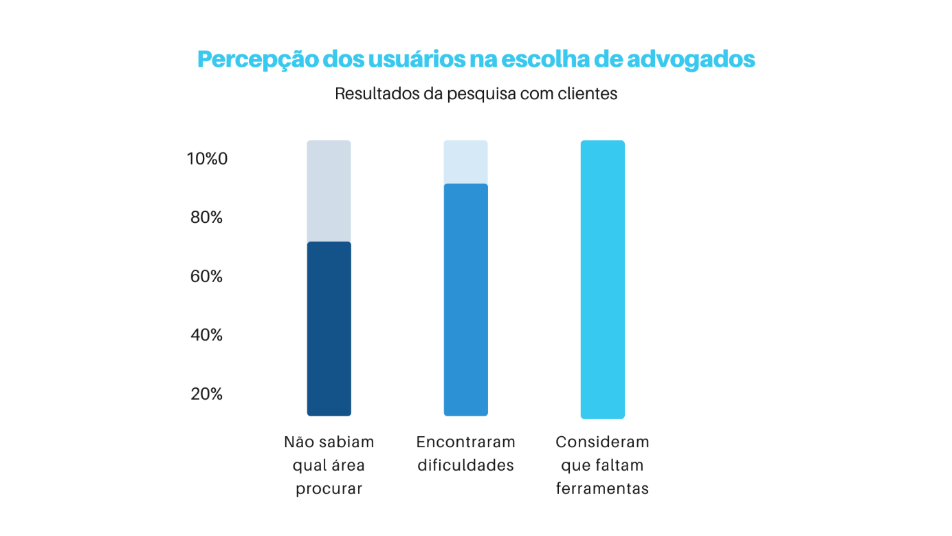 Percepção dos usuários na escolha de advogados
Resultados da pesquisa com clientes
10%0
80%
60%
40%
20%
Não sabiam
qual área
procurar
Encontraram
dificuldades
Consideram
que faltam
ferramentas